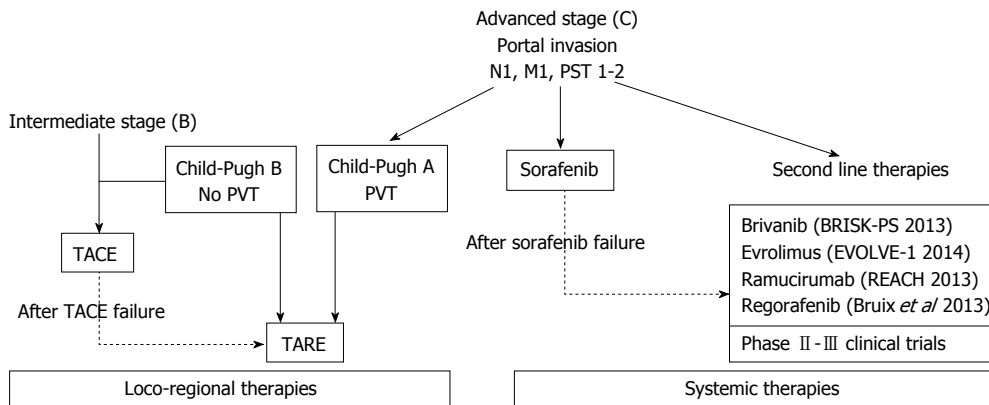 Advanced stage (C)
Portal invasion
N1, M1, PST 1-2
Intermediate stage (B)
Child-Pugh B
No PVT
Child-Pugh A
PVT
Sorafenib
Second line therapies
TACE
After sorafenib failure
Brivanib (BRISK-PS 2013)
Evrolimus (EVOLVE-1 2014)
Ramucirumab (REACH 2013)
Regorafenib (Bruix et al 2013)
After TACE failure
TARE
Phase Ⅱ-Ⅲ clinical trials
Loco-regional therapies
Systemic therapies